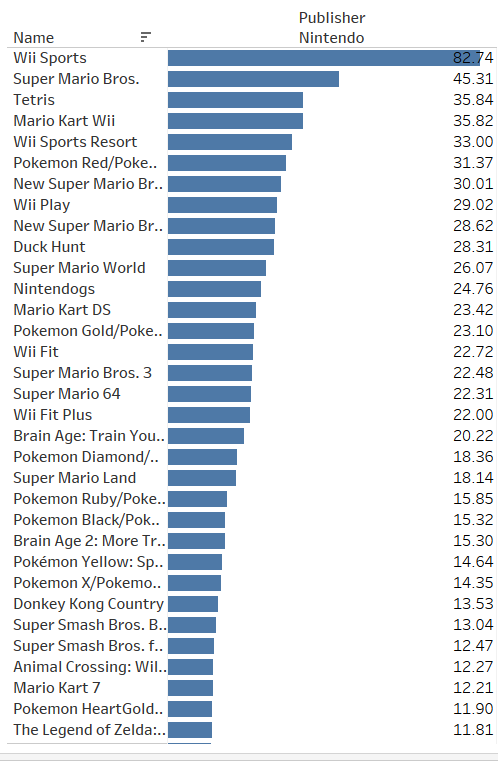 Publisher
Name Nintendo
Wii Sports 82.74
Super Mario Bros. 45.31
Tetris 35.84
Mario Kart Wii 35.82
Wii Sports Resort 33.00
Pokemon Red/Poke.. 31.37
New Super Mario Br.. 30.01
Wii Play 29.02
New Super Mario Br.. 28.62
Duck Hunt 28.31
Super Mario World 26.07
Nintendogs 24.76
Mario Kart DS 23.42
Pokemon Gold/Poke.. 23.10
Wii Fit 22.72
Super Mario Bros. 3 22.48
Super Mario 64 22.31
Wii Fit Plus 22.00
Brain Age: Train You.. 20.22
Pokemon Diamond/.. 18.36
Super Mario Land 18.14
Pokemon Ruby/Poke.. 15.85
Pokemon Black/Pok.. 15.32
Brain Age 2: More Tr.. 15.30
Pokémon Yellow: Sp.. 14.64
Pokemon X/Pokemo.. 14.35
Donkey Kong Country 13.53
Super Smash Bros. B.. 13.04
Super Smash Bros. f.. 12.47
Animal Crossing: Wil.. 12.27
Mario Kart 7 12.21
Pokemon HeartGold.. 11.90
The Legend of Zelda:.. 11.81